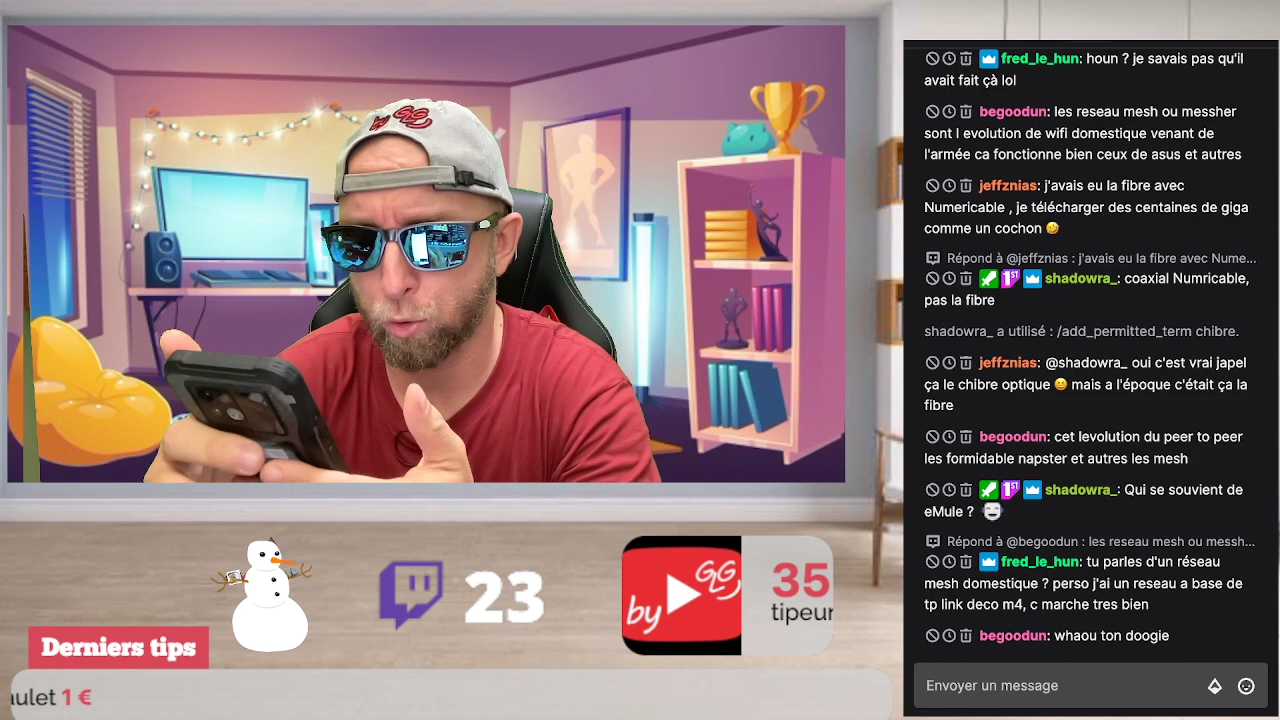 fred_le_hun: houn ? je savais pas qu'il
avait fait çà lol
begoodun: les reseau mesh ou messher
sont l evolution de wifi domestique venant de
l'armée ca fonctionne bien ceux de asus et autres
jeffznias: j'avais eu la fibre avec
Numericable , je télécharger des centaines de giga
comme un cochon 🤣
Répond à @jeffznias : j'avais eu la fibre avec Nume...
1ST shadowra_: coaxial Numricable,
pas la fibre
shadowra_ a utilisé : /add_permitted_term chibre.
jeffznias: @shadowra_ oui c'est vrai japel
ça le chibre optique 😄 mais a l'époque c'était ça la
fibre
begoodun: cet levolution du peer to peer
les formidable napster et autres les mesh
1ST shadowra_: Qui se souvient de
eMule ?
Répond à @begoodun : les reseau mesh ou messh...
fred_le_hun: tu parles d'un réseau
mesh domestique ? perso j'ai un reseau a base de
tp link deco m4, c marche tres bien
begoodun: whaou ton doogie
Envoyer un message
by GG
23
by GG
35
tipeur
Derniers tips
aulet 1 €